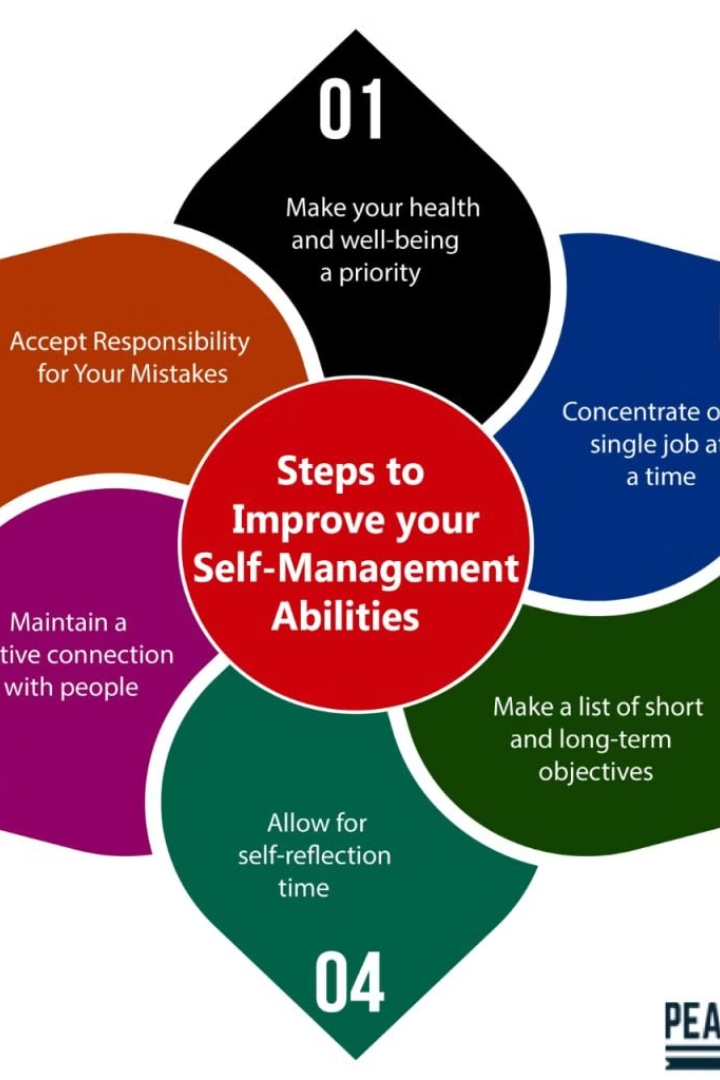 01
Make your health
and well-being
a priority
Concentrate
single job
a time
Make a list of short
and long-term
objectives
04
Allow for
self-reflection
time
Maintain a
connection
with people
Accept Responsibility
for Your Mistakes
Steps to
Improve your
Self-Management
Abilities